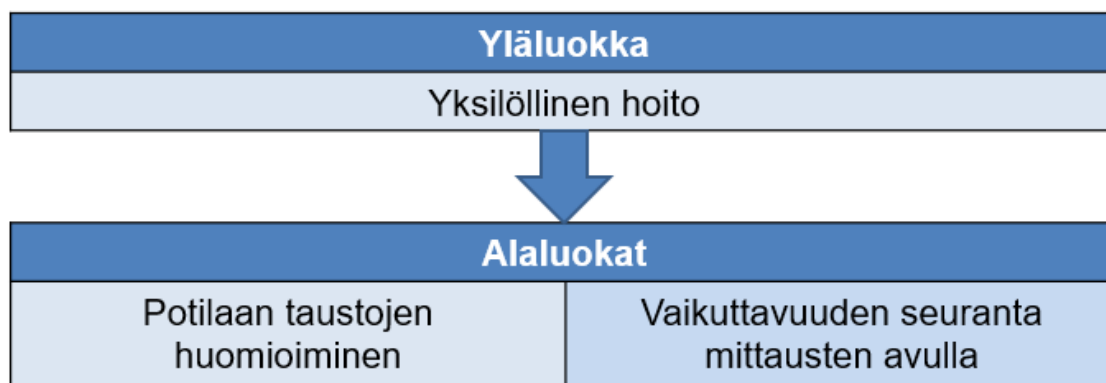 Yläluokka
Yksilöllinen hoito
Alaluokat
Potilaan taustojen
huomioiminen
Vaikuttavuuden seuranta
mittausten avulla